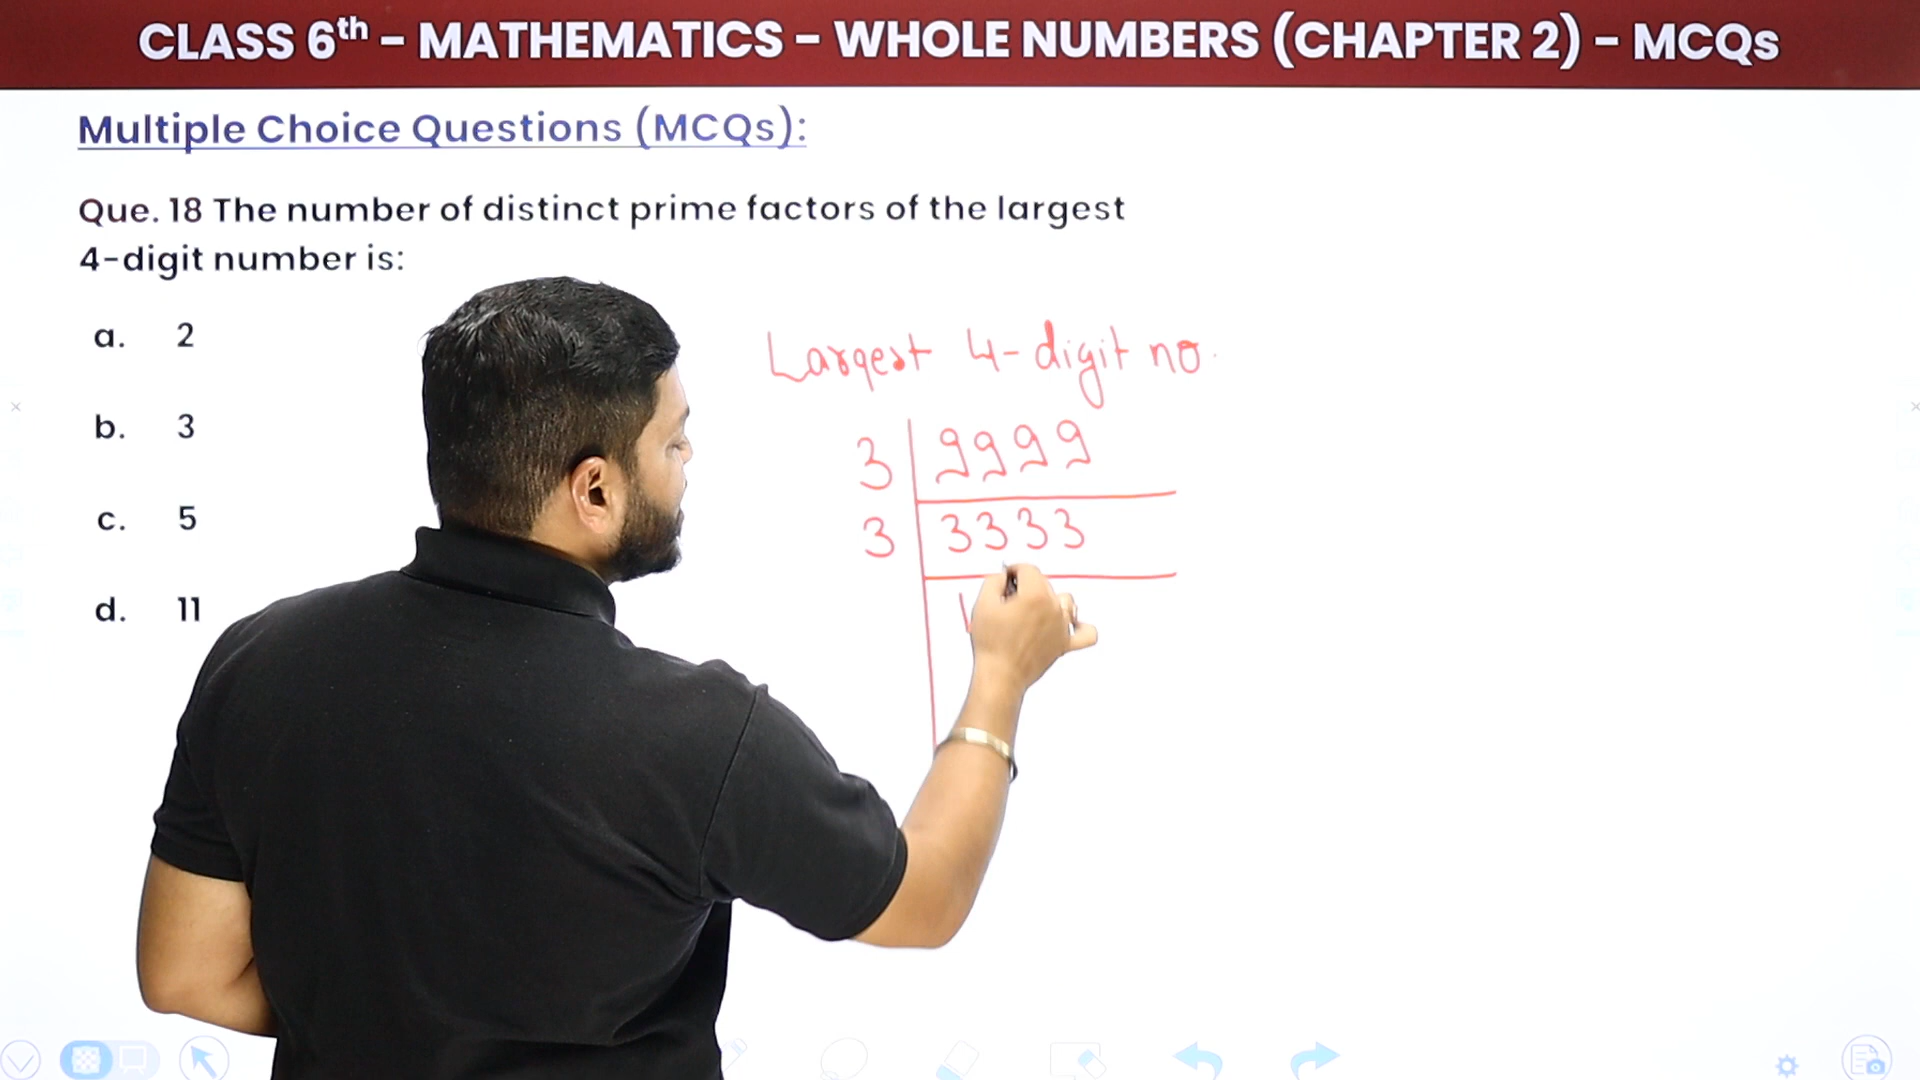 CLASS 6th - MATHEMATICS - WHOLE NUMBERS (CHAPTER 2) - MCQs
Multiple Choice Questions (MCQs):
Que. 18 The number of distinct prime factors of the largest
4-digit number is:
a. 2
b. 3
c. 5
d. 11
Largest 4-digit no.
3 9999
3 3333
1